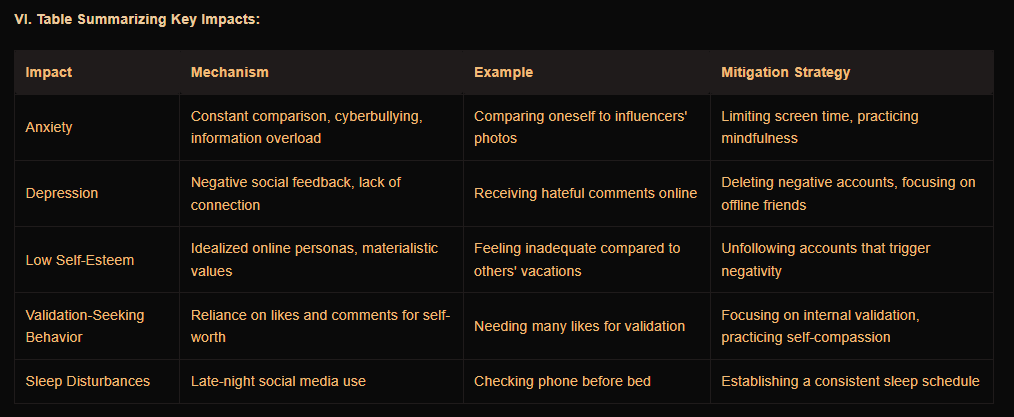 VI. Table Summarizing Key Impacts:
Impact Mechanism Example Mitigation Strategy
Anxiety
Constant comparison, cyberbullying,
information overload
Comparing oneself to influencers'
photos
Limiting screen time, practicing
mindfulness
Depression
Negative social feedback, lack of
connection
Receiving hateful comments online
Deleting negative accounts, focusing on
offline friends
Low Self-Esteem
Idealized online personas, materialistic
values
Feeling inadequate compared to
others' vacations
Unfollowing accounts that trigger
negativity
Validation-Seeking
Behavior
Reliance on likes and comments for self-
worth
Needing many likes for validation
Focusing on internal validation,
practicing self-compassion
Sleep Disturbances
Late-night social media use
Checking phone before bed
Establishing a consistent sleep schedule